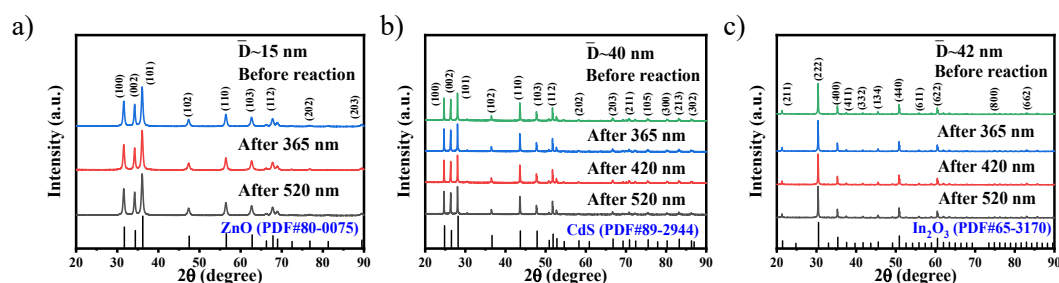 a)
D̅~15 nm
Before reaction
(100)
(002)
(101)
(102)
(110)
(103)
(112)
(202)
(203)
After 365 nm
After 520 nm
ZnO (PDF#80-0075)
Intensity (a.u.)
20 30 40 50 60 70 80 90
2θ (degree)
b)
D̅~40 nm
Before reaction
(100)
(002)
(101)
(102)
(110)
(103)
(112)
(202)
(203)
(211)
(105)
(300)
(213)
(302)
After 365 nm
After 420 nm
After 520 nm
CdS (PDF#89-2944)
Intensity (a.u.)
20 30 40 50 60 70 80 90
2θ (degree)
c)
D̅~42 nm
Before reaction
(211)
(222)
(400)
(411)
(332)
(134)
(440)
(611)
(622)
(800)
(662)
After 365 nm
After 420 nm
After 520 nm
In₂O₃ (PDF#65-3170)
Intensity (a.u.)
20 30 40 50 60 70 80 90
2θ (degree)